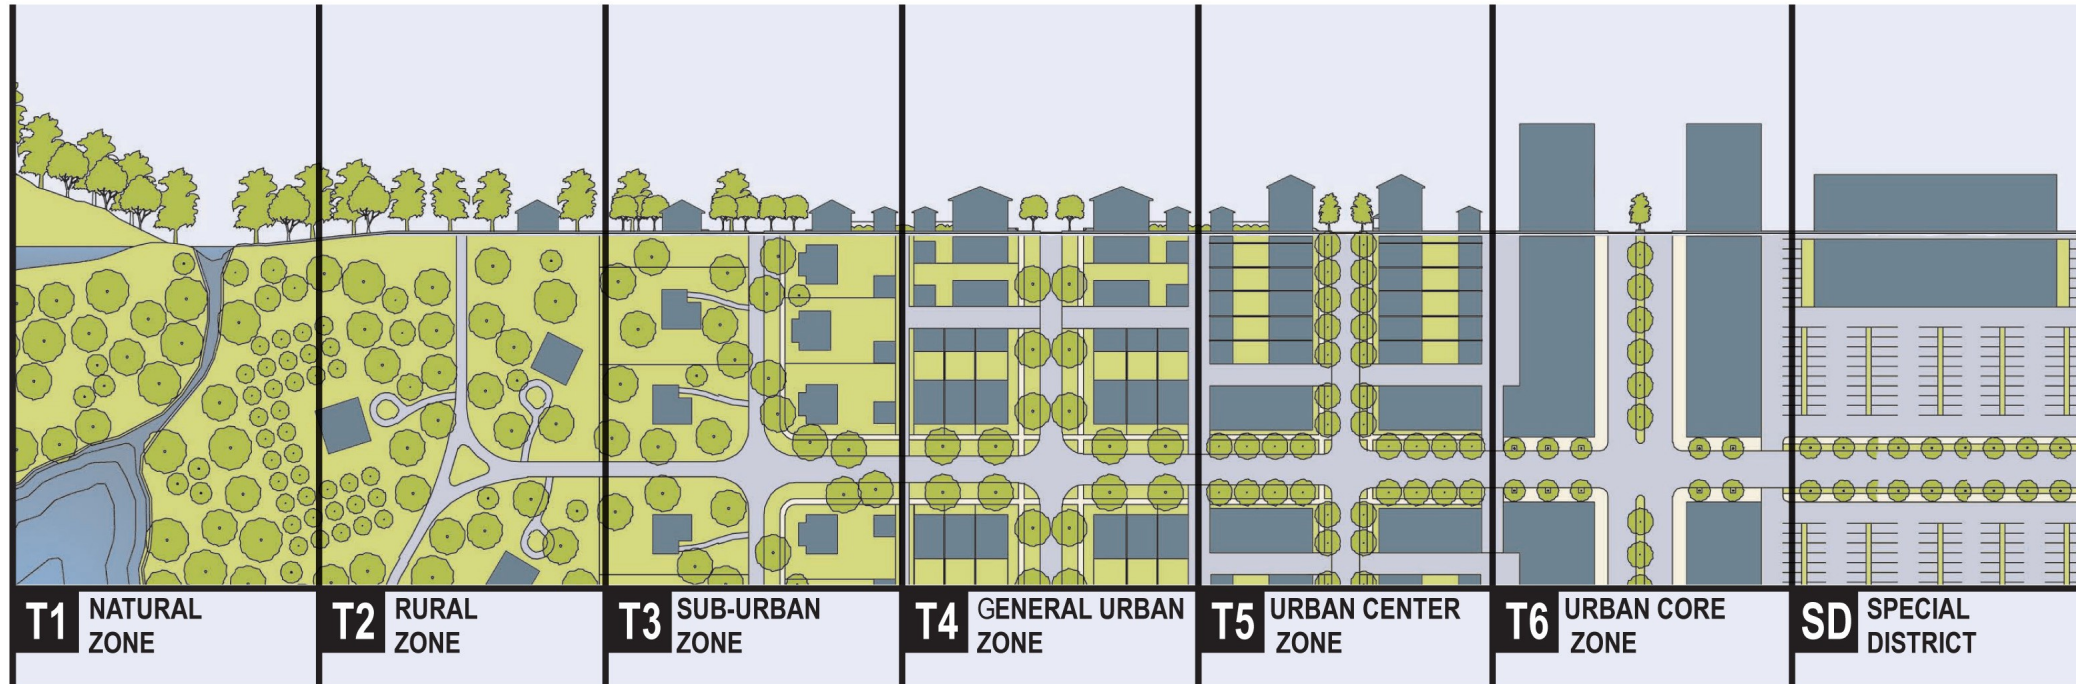 T1 NATURAL
ZONE
T2 RURAL
ZONE
T3 SUB-URBAN
ZONE
T4 GENERAL URBAN
ZONE
T5 URBAN CENTER
ZONE
T6 URBAN CORE
ZONE
SD SPECIAL
DISTRICT